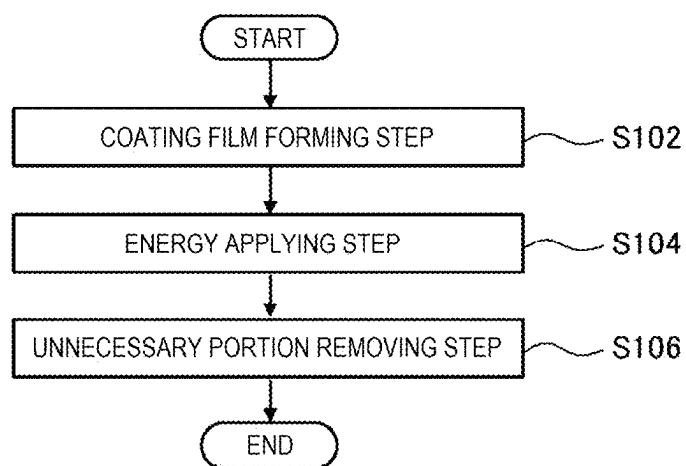 START
COATING FILM FORMING STEP S102
ENERGY APPLYING STEP S104
UNNECESSARY PORTION REMOVING STEP S106
END